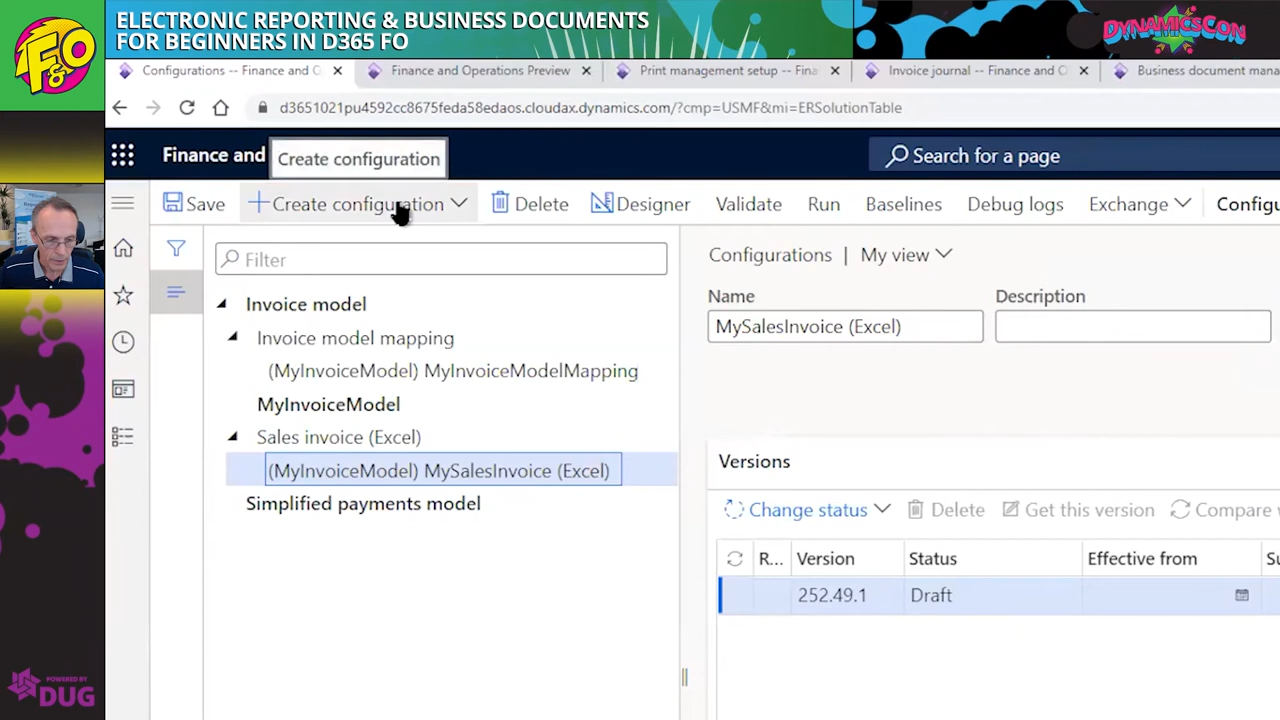 ELECTRONIC REPORTING & BUSINESS DOCUMENTS
FOR BEGINNERS IN D365 FO
F&O
DYNAMICSCON
Configurations -- Finance and O
Finance and Operations Preview
Print management setup -- Fina
Invoice journal -- Finance and O
Business document mana
d3651021pu4592cc8675feda58edaos.cloudax.dynamics.com/?cmp=USMF&mi=ERSolutionTable
Finance and
Create configuration
Search for a page
Save
Create configuration
Delete
Designer
Validate
Run
Baselines
Debug logs
Exchange
Configu
Filter
Invoice model
Invoice model mapping
(MyInvoiceModel) MyInvoiceModelMapping
MyInvoiceModel
Sales invoice (Excel)
(MyInvoiceModel) MySalesInvoice (Excel)
Simplified payments model
Configurations | My view
Name
Description
MySalesInvoice (Excel)
Versions
Change status
Delete
Get this version
Compare w
R...
Version
Status
Effective from
Su
252.49.1
Draft
POWERED BY
DUG